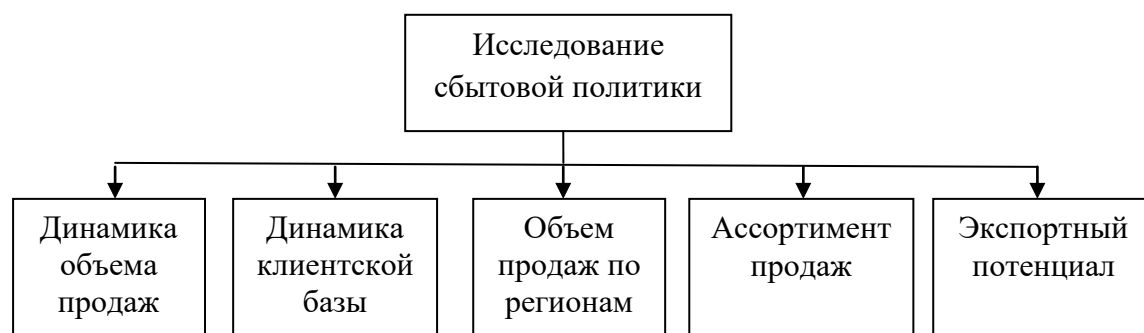 Исследование
сбытовой политики
Динамика
объема
продаж
Динамика
клиентской
базы
Объем
продаж по
регионам
Ассортимент
продаж
Экспортный
потенциал